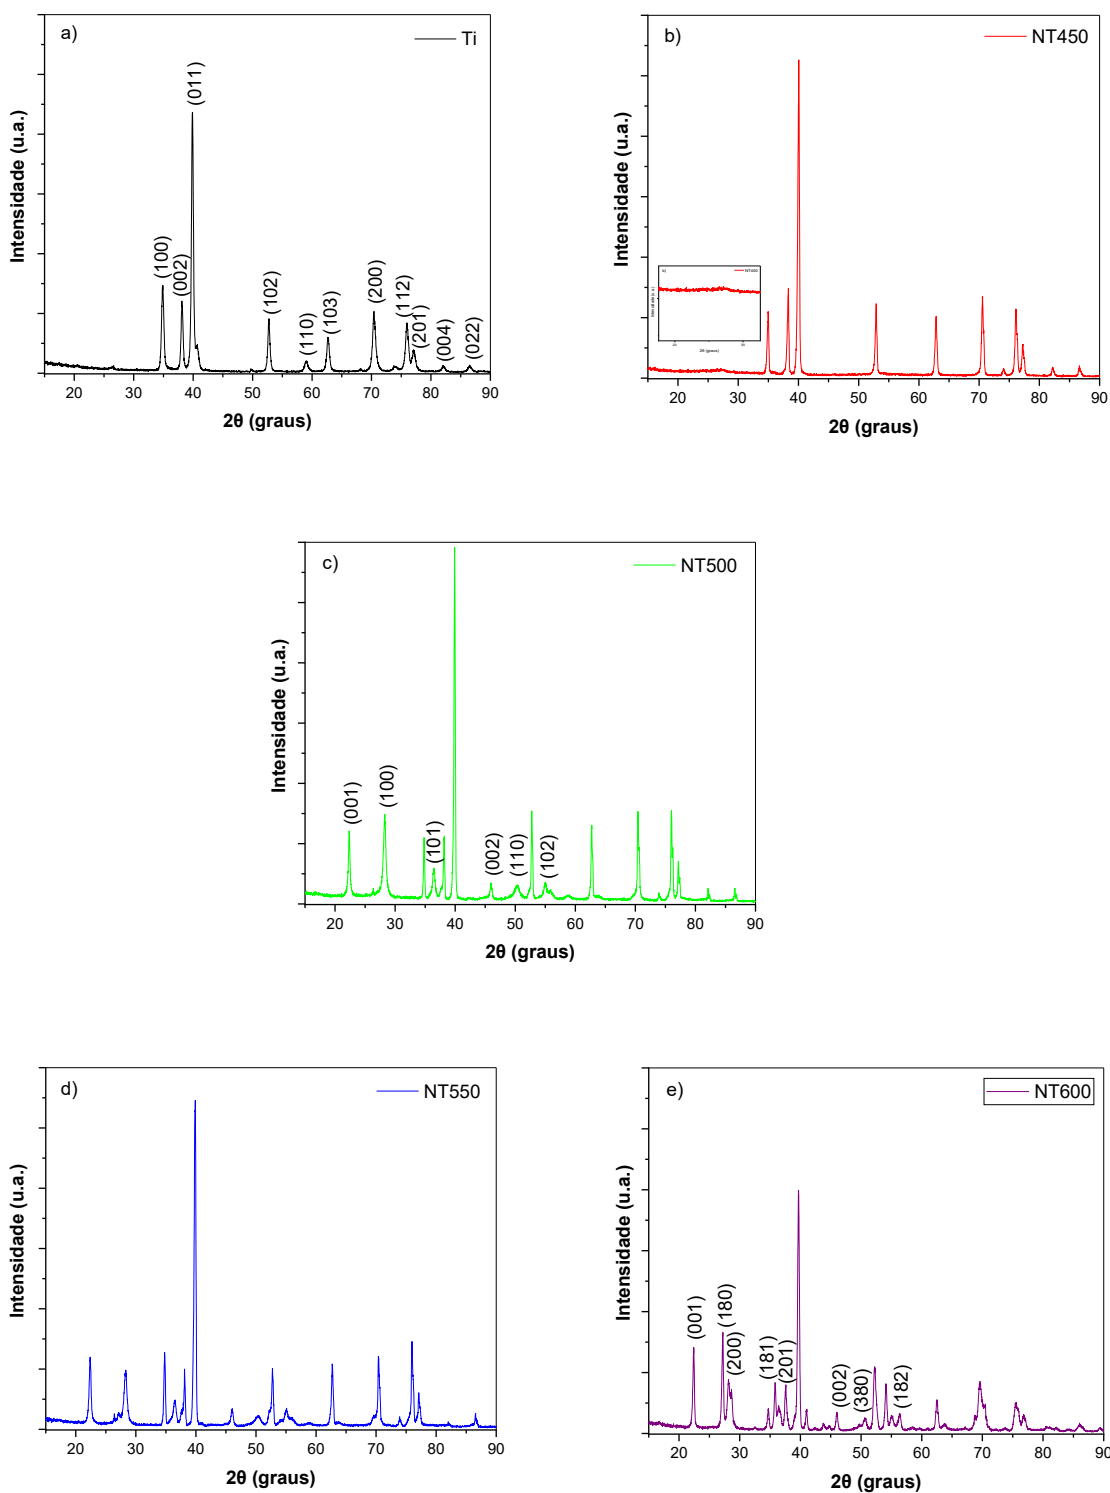 a)
Ti
Intensidade (u.a.)
(100)
(002)
(011)
(102)
(110)
(103)
(200)
(112)
(201)
(004)
(022)
20 30 40 50 60 70 80 90
2θ (graus)
b)
NT450
Intensidade (u.a.)
20 30 40 50 60 70 80 90
2θ (graus)
b)
NT400
2θ (graus)
c)
NT500
Intensidade (u.a.)
(001)
(100)
(101)
(002)
(110)
(102)
20 30 40 50 60 70 80 90
2θ (graus)
d)
NT550
Intensidade (u.a.)
20 30 40 50 60 70 80 90
2θ (graus)
e)
NT600
Intensidade (u.a.)
(001)
(180)
(200)
(181)
(201)
(002)
(380)
(182)
20 30 40 50 60 70 80 90
2θ (graus)